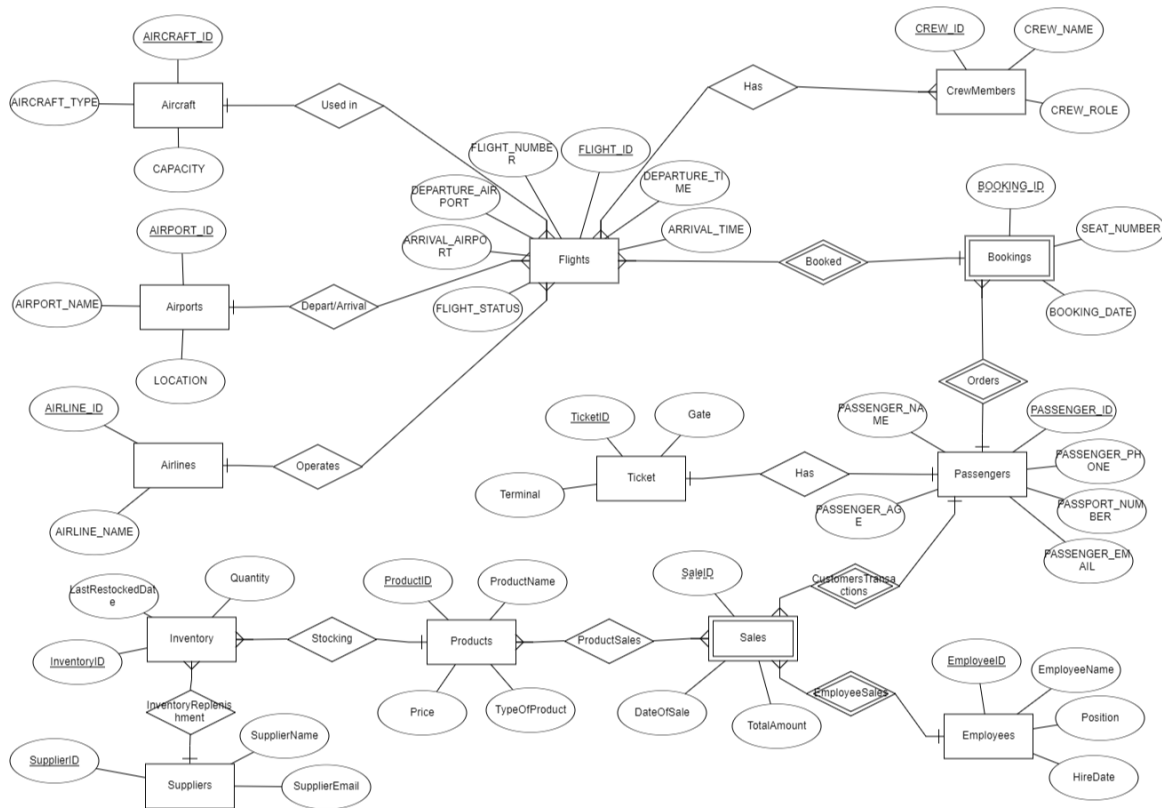 AIRCRAFT_ID
AIRCRAFT_TYPE
Aircraft
CAPACITY
Used in
Has
CREW_ID
CREW_NAME
CrewMembers
CREW_ROLE
AIRPORT_ID
AIRPORT_NAME
Airports
LOCATION
Depart/Arrival
FLIGHT_NUMBE
R
FLIGHT_ID
DEPARTURE_AIR
PORT
DEPARTURE_TI
ME
ARRIVAL_AIRPO
RT
ARRIVAL_TIME
Flights
FLIGHT_STATUS
Booked
BOOKING_ID
SEAT_NUMBER
Bookings
BOOKING_DATE
Orders
AIRLINE_ID
Airlines
AIRLINE_NAME
Operates
TicketID
Gate
Ticket
Terminal
Has
PASSENGER_NA
ME
PASSENGER_ID
Passengers
PASSENGER_PH
ONE
PASSPORT_NUM
BER
PASSENGER_AG
E
PASSENGER_EM
AIL
LastRestockedDat
e
Quantity
Inventory
InventoryID
Stocking
ProductID
ProductName
Products
Price
TypeOfProduct
ProductSales
SaleID
Sales
DateOfSale
TotalAmount
CustomersTransa
ctions
EmployeeSales
EmployeeID
EmployeeName
Position
Employees
HireDate
InventoryReplenis
hment
SupplierID
SupplierName
Suppliers
SupplierEmail